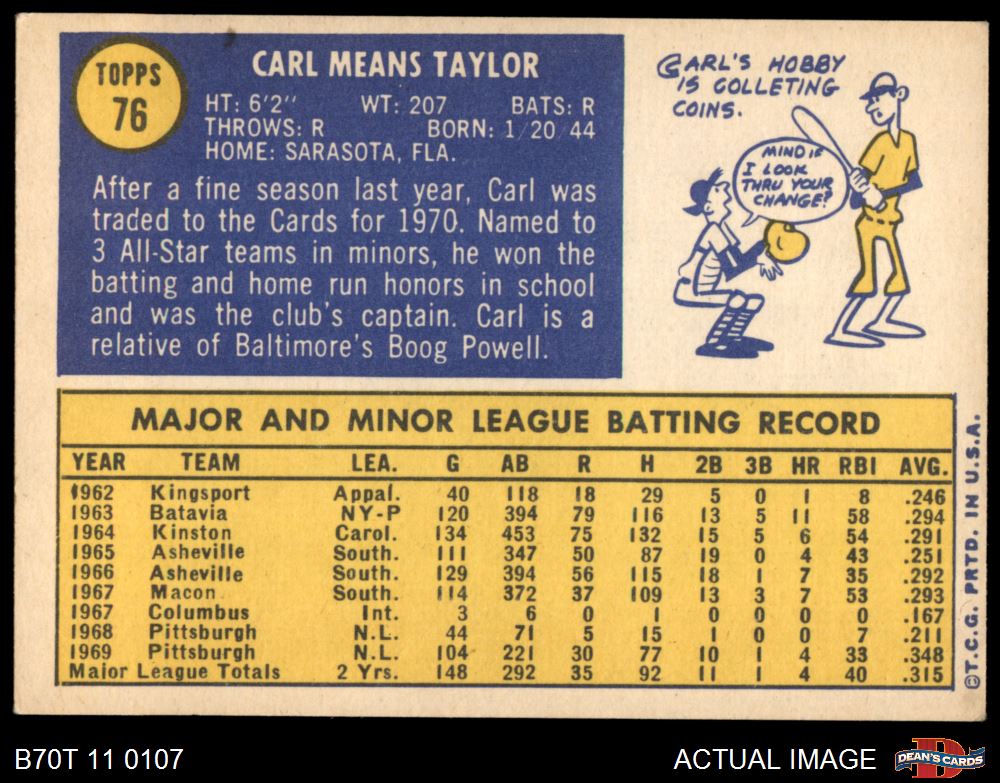 TOPPS
76
CARL MEANS TAYLOR
HT: 6'2" WT: 207 BATS: R
THROWS: R BORN: 1/20/44
HOME: SARASOTA, FLA.
After a fine season last year, Carl was
traded to the Cards for 1970. Named to
3 All-Star teams in minors, he won the
batting and home run honors in school
and was the club's captain. Carl is a
relative of Baltimore's Boog Powell.
CARL'S HOBBY
IS COLLETING
COINS.
MIND IF
I LOOK
THRU YOUR
CHANGE?
MAJOR AND MINOR LEAGUE BATTING RECORD
YEAR TEAM LEA. G AB R H 2B 3B HR RBI AVG.
1962 Kingsport Appal. 40 118 18 29 5 0 1 8 .246
1963 Batavia NY-P 120 394 79 116 13 5 11 58 .294
1964 Kinston Carol. 134 453 75 132 15 5 6 54 .291
1965 Asheville South. 111 347 50 87 19 0 4 43 .251
1966 Asheville South. 129 394 56 115 18 1 7 35 .292
1967 Macon South. 114 372 37 109 13 3 7 53 .293
1967 Columbus Int. 3 6 0 1 0 0 0 0 .167
1968 Pittsburgh N.L. 44 71 5 15 1 0 0 7 .211
1969 Pittsburgh N.L. 104 221 30 77 10 1 4 33 .348
Major League Totals 2 Yrs. 148 292 35 92 11 1 4 40 .315
©T.C.G. PRTD. IN U.S.A.
B70T 11 0107
ACTUAL IMAGE
D
DEAN'S CARDS